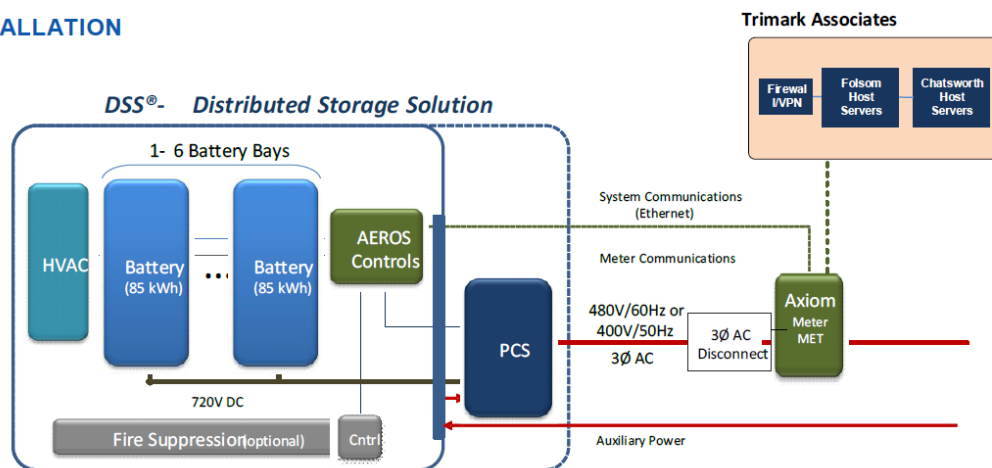 ALLATION
Trimark Associates
Firewal
l/VPN
Folsom
Host
Servers
Chatsworth
Host
Servers
DSS®- Distributed Storage Solution
1- 6 Battery Bays
HVAC
Battery
(85 kWh)
...
Battery
(85 kWh)
AEROS
Controls
System Communications
(Ethernet)
Meter Communications
PCS
480V/60Hz or
400V/50Hz
3Ø AC
3Ø AC
Disconnect
Axiom
Meter
MET
720V DC
Fire Suppression(optional)
Cntrl
Auxiliary Power